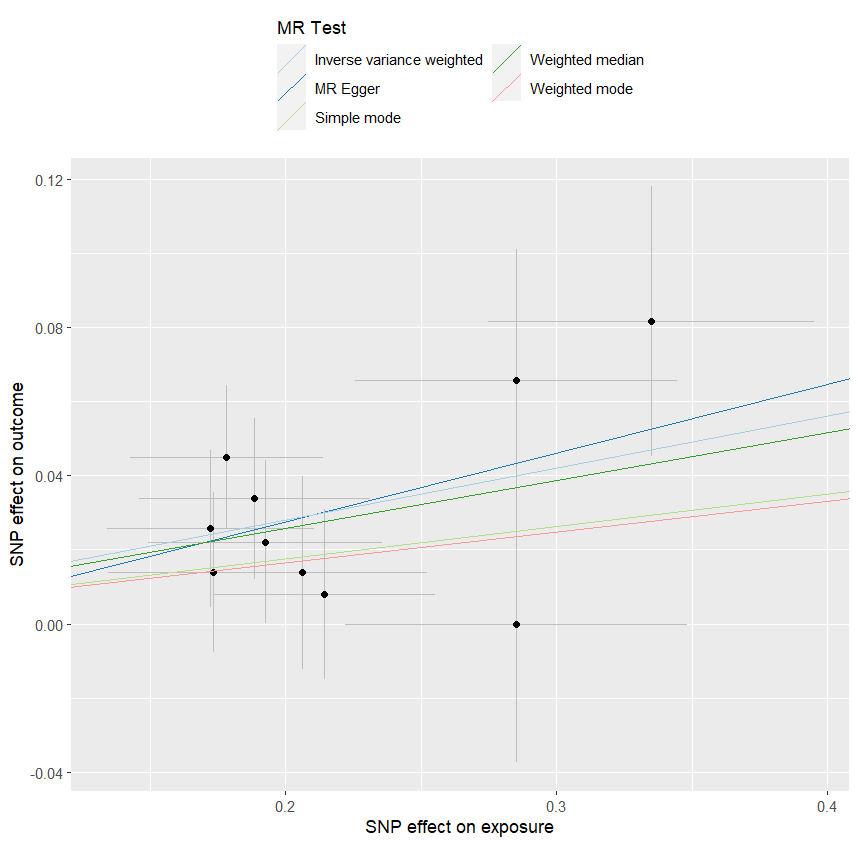 MR Test
Inverse variance weighted
MR Egger
Simple mode
Weighted median
Weighted mode
SNP effect on outcome
0.12
0.08
0.04
0.00
-0.04
0.2
0.3
0.4
SNP effect on exposure